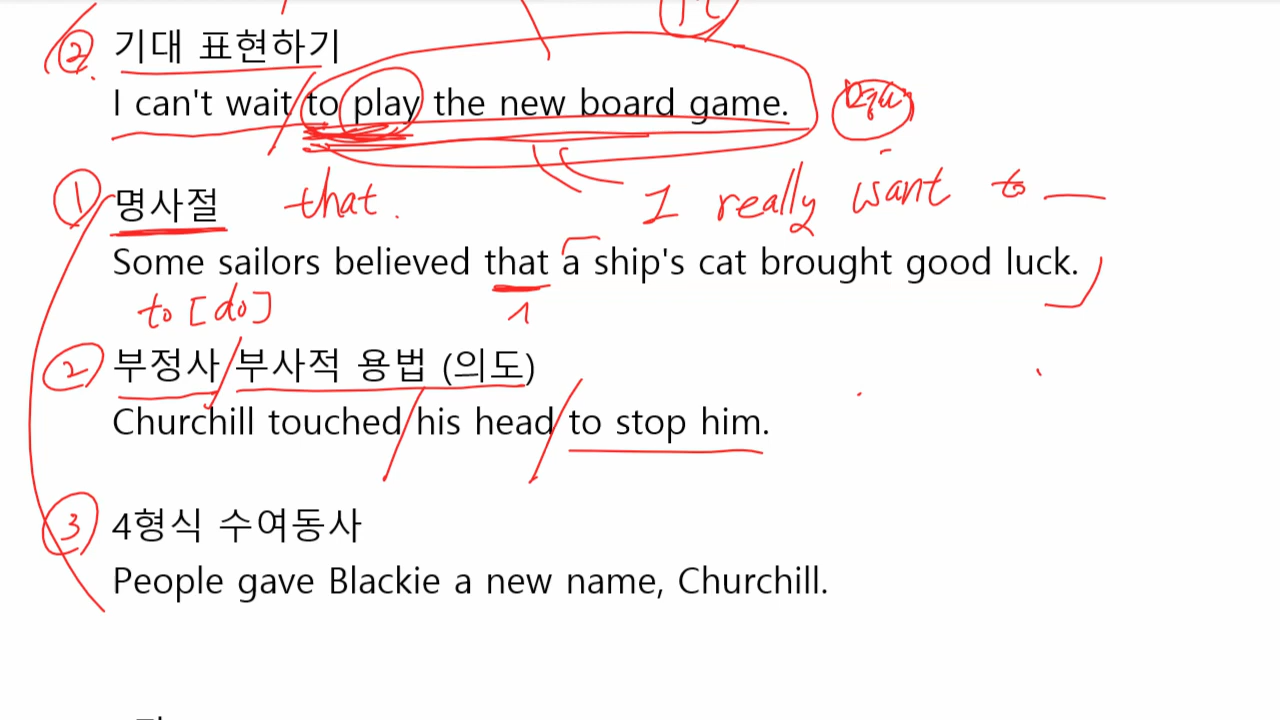 ② 기대 표현하기
I can't wait to play the new board game.
① 명사절 that.
I really want to
Some sailors believed that a ship's cat brought good luck.
to [do]
② 부정사 부사적 용법 (의도)
Churchill touched his head to stop him.
③ 4형식 수여동사
People gave Blackie a new name, Churchill.